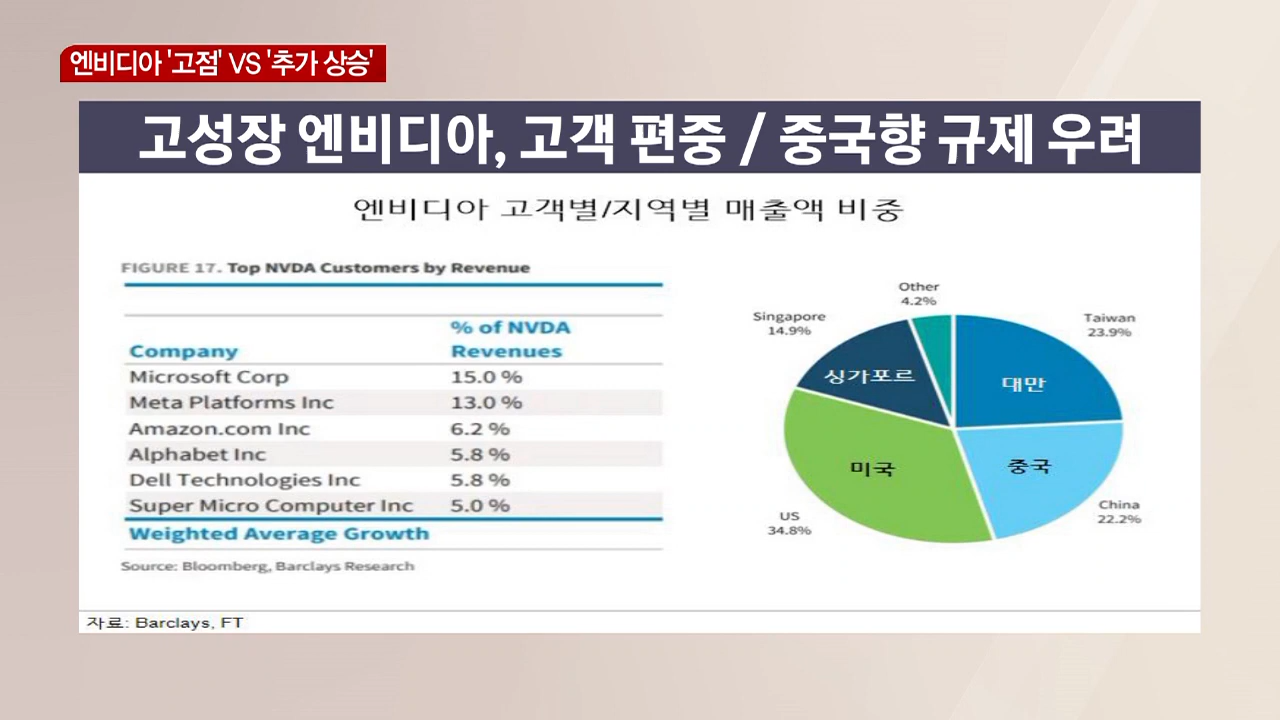 엔비디아 '고점' VS '추가 상승'
고성장 엔비디아, 고객 편중 / 중국향 규제 우려
엔비디아 고객별/지역별 매출액 비중
FIGURE 17. Top NVDA Customers by Revenue
% of NVDA
Company Revenues
Microsoft Corp 15.0 %
Meta Platforms Inc 13.0 %
Amazon.com Inc 6.2 %
Alphabet Inc 5.8 %
Dell Technologies Inc 5.8 %
Super Micro Computer Inc 5.0 %
Weighted Average Growth
Source: Bloomberg, Barclays Research
Other
4.2%
Singapore
14.9%
Taiwan
23.9%
싱가포르
대만
미국
중국
US
34.8%
China
22.2%
자료: Barclays, FT